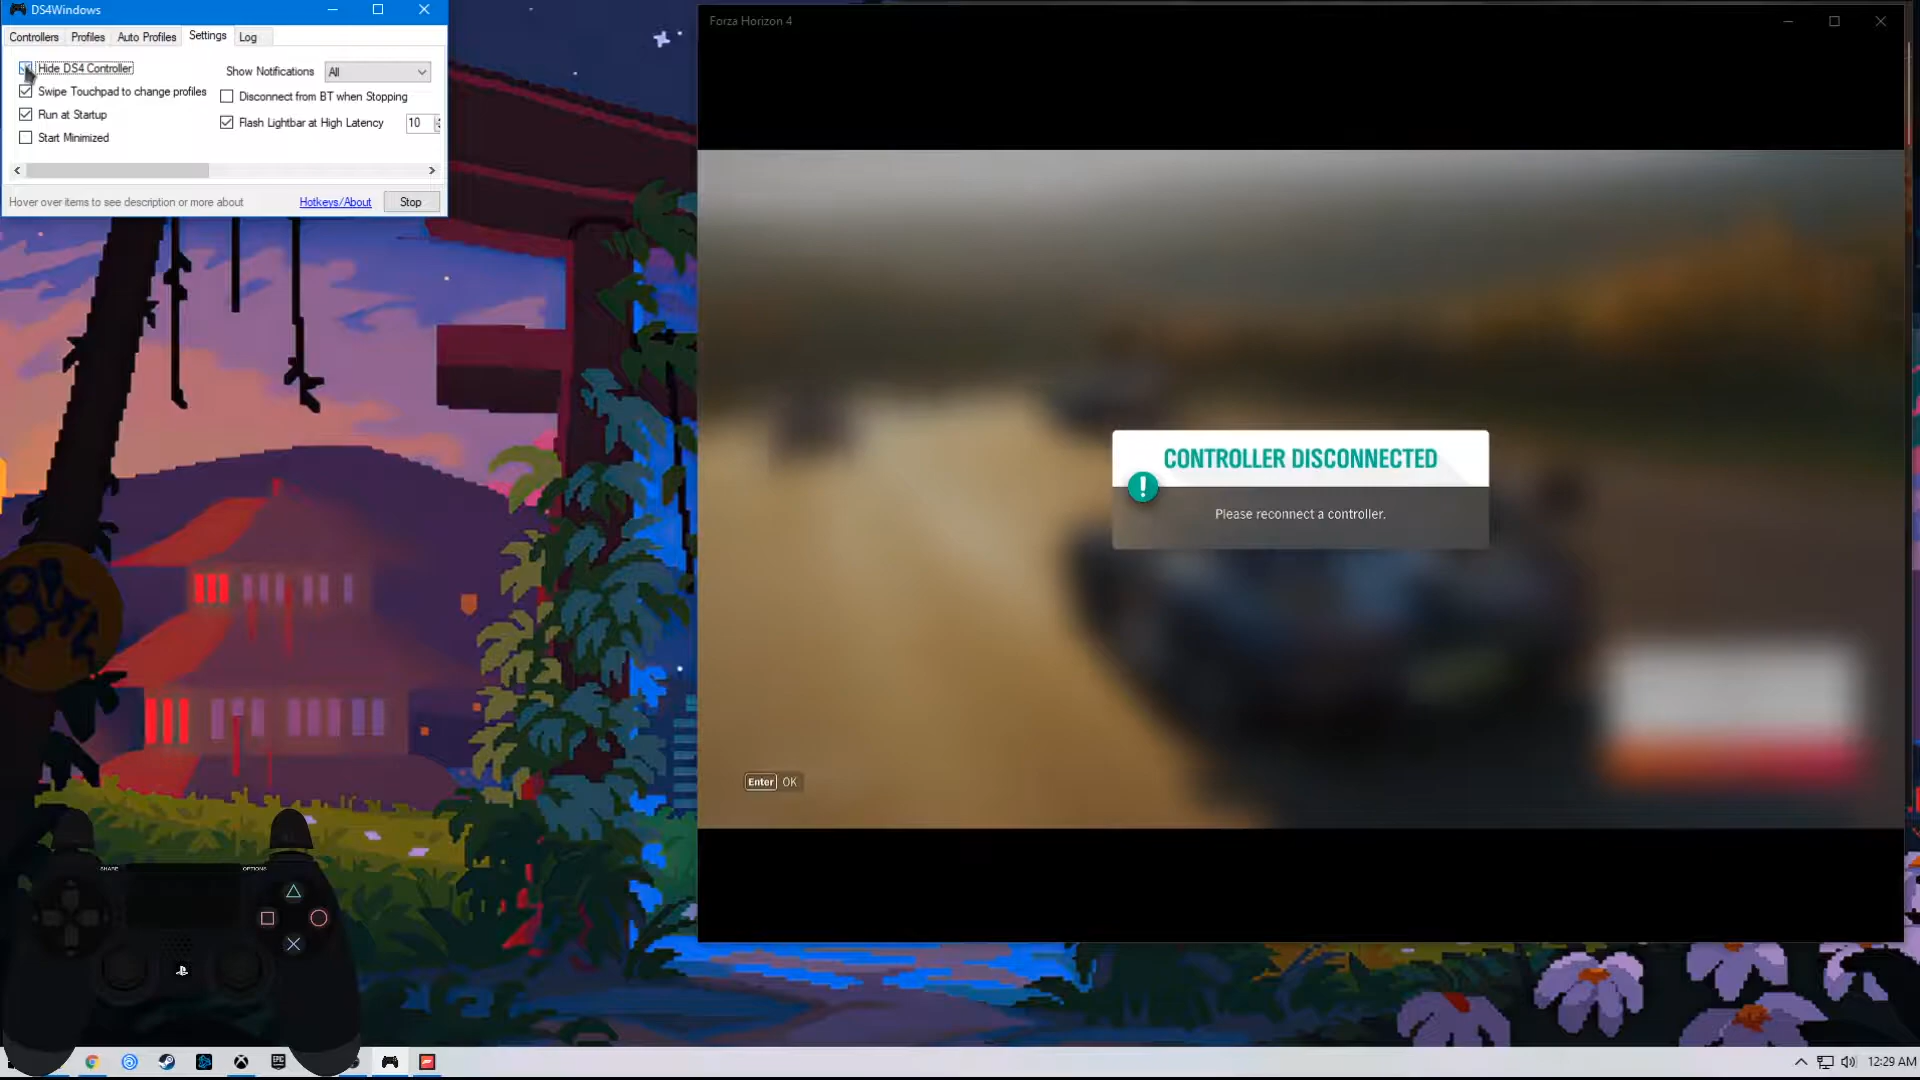 DS4Windows
Controllers Profiles Auto Profiles Settings Log
Hide DS4 Controller
Show Notifications All
Swipe Touchpad to change profiles
Disconnect from BT when Stopping
Run at Startup
Flash Lightbar at High Latency 10
Start Minimized
Hover over items to see description or more about
Hotkeys/About
Stop
Forza Horizon 4
CONTROLLER DISCONNECTED
!
Please reconnect a controller.
Enter OK
SHARE
OPTIONS
12:29 AM